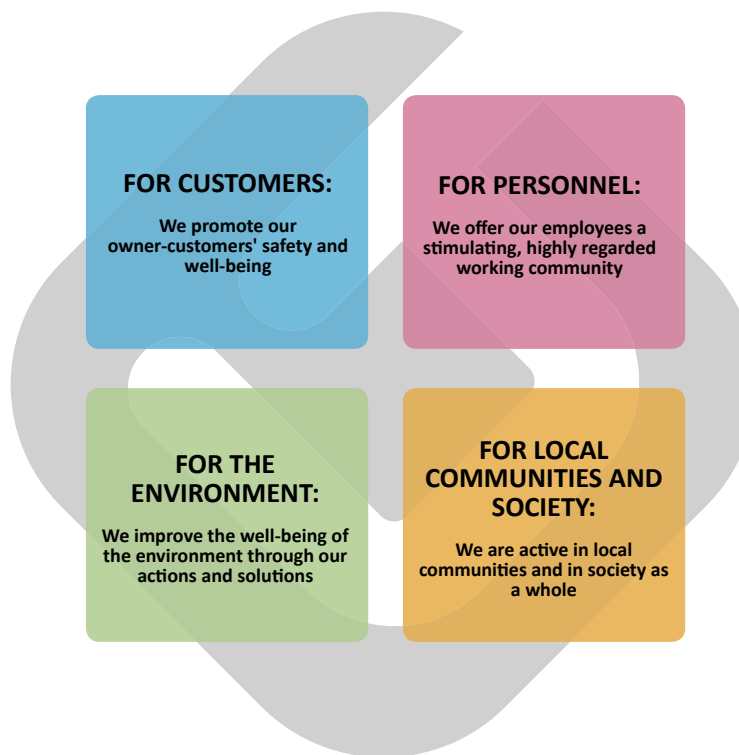 FOR CUSTOMERS:
We promote our
owner-customers' safety and
well-being
FOR PERSONNEL:
We offer our employees a
stimulating, highly regarded
working community
FOR THE
ENVIRONMENT:
We improve the well-being of
the environment through our
actions and solutions
FOR LOCAL
COMMUNITIES AND
SOCIETY:
We are active in local
communities and in society as
a whole